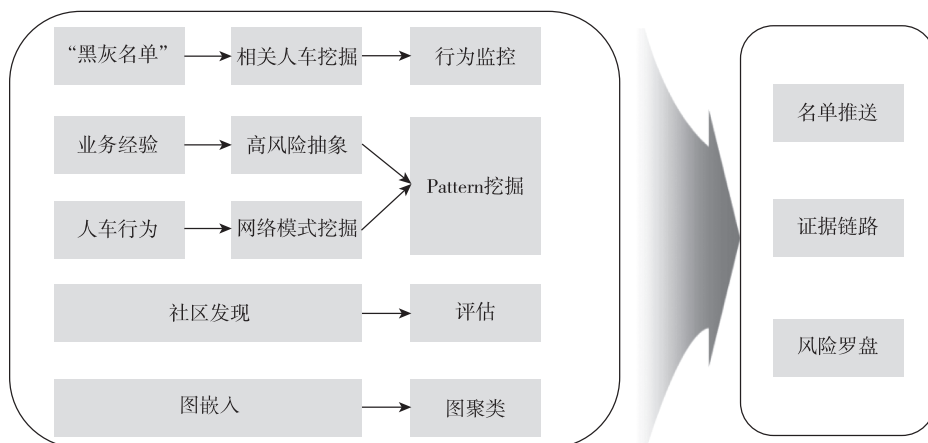 “黑灰名单”
相关人车挖掘
行为监控
业务经验
高风险抽象
Pattern挖掘
人车行为
网络模式挖掘
社区发现
评估
图嵌入
图聚类
名单推送
证据链路
风险罗盘